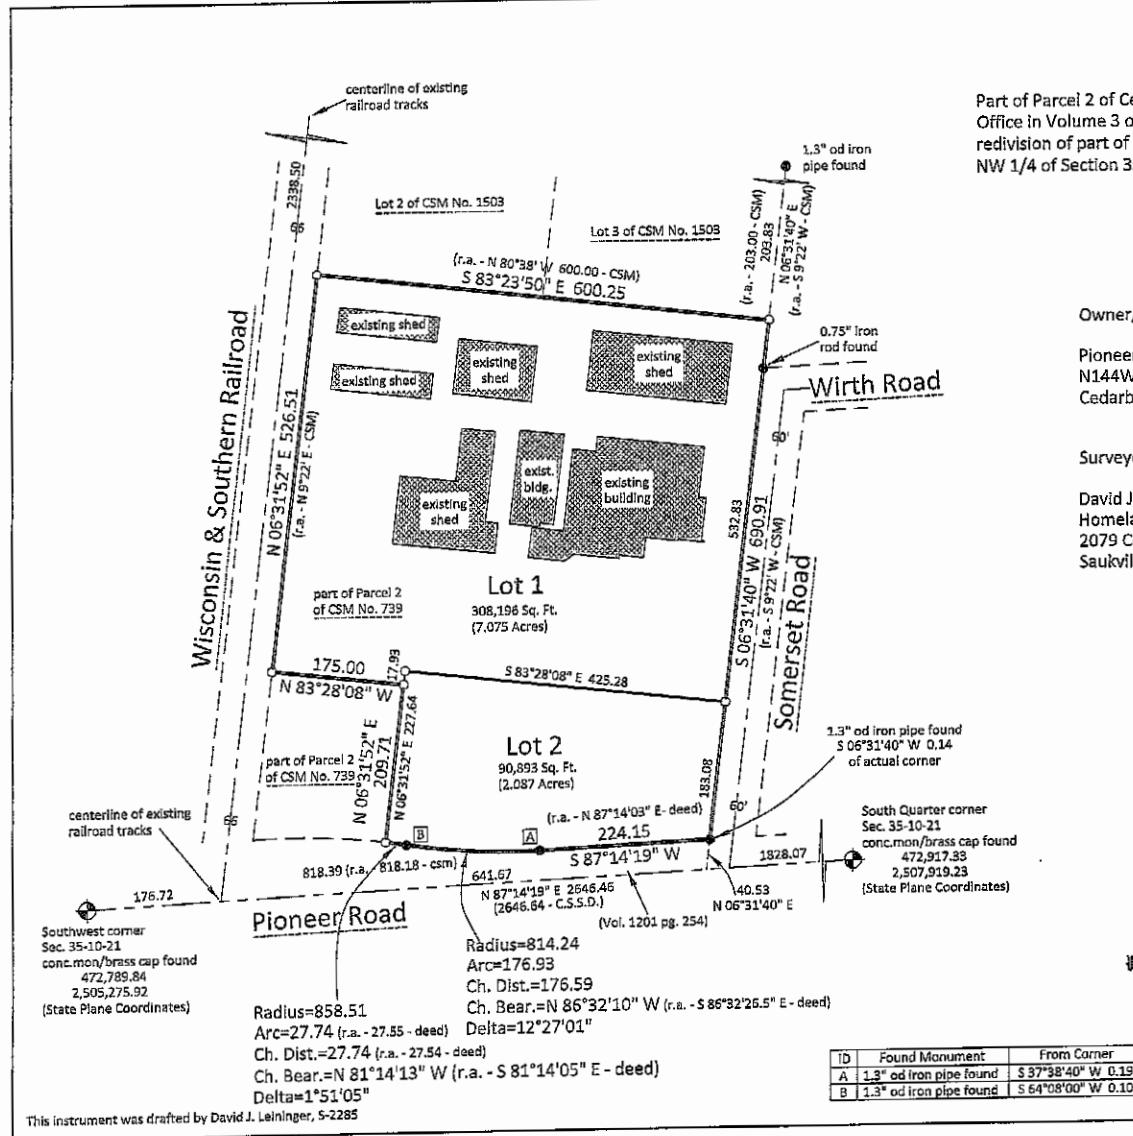 centerline of existing
railroad tracks
Part of Parcel 2 of Ce
Office in Volume 3 o
redivision of part of
NW 1/4 of Section 3
1.3" od iron
pipe found
2338.50
66
Lot 2 of CSM No. 1503
Lot 3 of CSM No. 1503
(r.a. - 203.00 - CSM)
203.83
N 06°31'40" E
(r.a. - S 9°22' W - CSM)
(r.a. - N 80°38' W 600.00 - CSM)
S 83°23'50" E 600.25
Owner,
Pioneer
N144W
Cedarb
Surveyo
David J
Homela
2079 C
Saukvil
0.75" Iron
rod found
Wirth Road
existing shed
existing shed
existing
shed
existing
shed
60'
Wisconsin & Southern Railroad
N 06°31'52" E 526.51
(r.a. - N 9°22' E - CSM)
existing
shed
exist.
bldg.
existing
building
532.83
S 06°31'40" W 690.91
(r.a. - S 9°22' W - CSM)
Somerset Road
Lot 1
308,196 Sq. Ft.
(7.075 Acres)
part of Parcel 2
of CSM No. 739
175.00
N 83°28'08" W
17.93
S 83°28'08" E 425.28
N 06°31'52" E
209.71
N 06°31'52" E 227.64
part of Parcel 2
of CSM No. 739
Lot 2
90,893 Sq. Ft.
(2.087 Acres)
183.08
1.3" od iron pipe found
S 06°31'40" W 0.14
of actual corner
60'
centerline of existing
railroad tracks
66
B
A
(r.a. - N 87°14'03" E - deed)
224.15
S 87°14'19" W
South Quarter corner
Sec. 35-10-21
conc.mon/brass cap found
472,917.33
2,507,919.23
(State Plane Coordinates)
1828.07
818.39 (r.a. - 818.18 - csm)
641.67
N 87°14'19" E 2646.46
(2646.64 - C.S.S.D.)
40.53
N 06°31'40" E
(Vol. 1201 pg. 254)
176.72
Pioneer Road
Southwest corner
Sec. 35-10-21
conc.mon/brass cap found
472,789.84
2,505,275.92
(State Plane Coordinates)
Radius=814.24
Arc=176.93
Ch. Dist.=176.59
Ch. Bear.=N 86°32'10" W (r.a. - S 86°32'26.5" E - deed)
Delta=12°27'01"
Radius=858.51
Arc=27.74 (r.a. - 27.55 - deed)
Ch. Dist.=27.74 (r.a. - 27.54 - deed)
Ch. Bear.=N 81°14'13" W (r.a. - S 81°14'05" E - deed)
Delta=1°51'05"
ID Found Monument From Corner
A 1.3" od iron pipe found S 37°38'40" W 0.19
B 1.3" od iron pipe found S 64°08'00" W 0.10
This instrument was drafted by David J. Leininger, S-2285